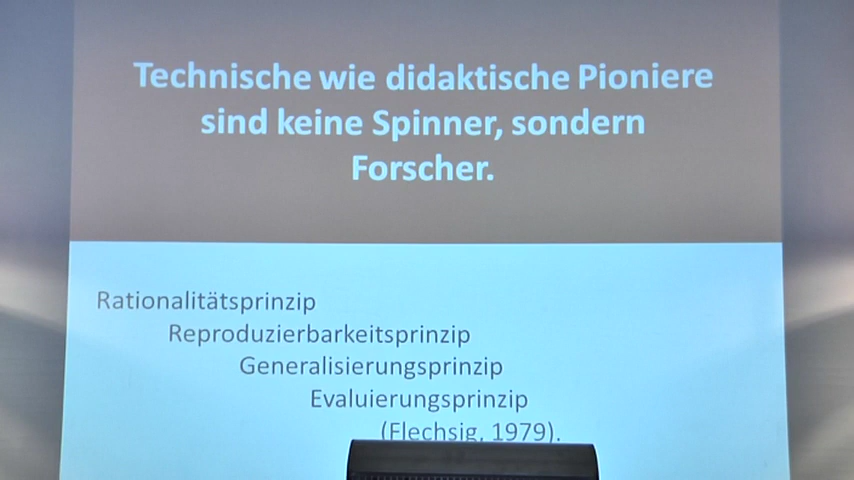 Technische wie didaktische Pioniere
sind keine Spinner, sondern
Forscher.
Rationalitätsprinzip
Reproduzierbarkeitsprinzip
Generalisierungsprinzip
Evaluierungsprinzip
(Flechsig, 1979).